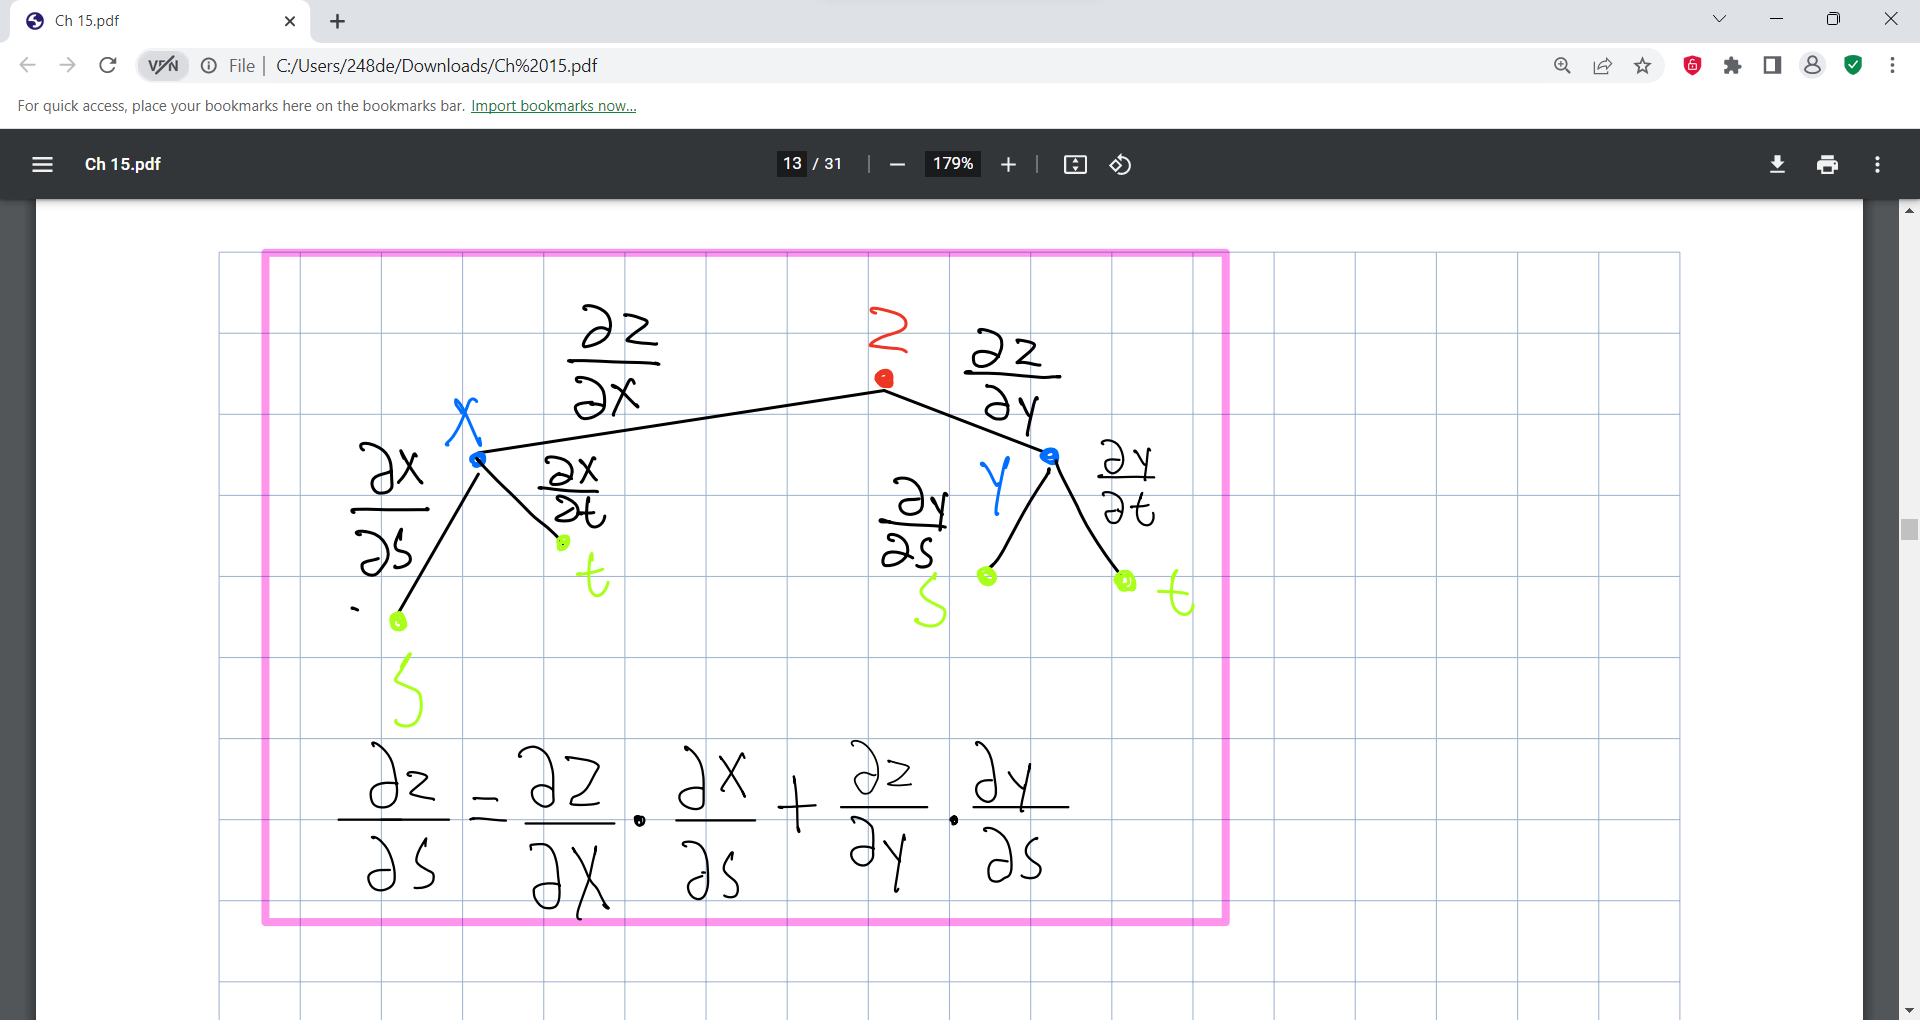 Ch 15.pdf
VPN File C:/Users/248de/Downloads/Ch%2015.pdf
For quick access, place your bookmarks here on the bookmarks bar. Import bookmarks now...
Ch 15.pdf 13 / 31 179%
∂z/∂x z ∂z/∂y
x
∂x/∂s ∂x/∂t ∂y/∂s y ∂y/∂t
t s t
s
∂z/∂s = ∂z/∂x · ∂x/∂s + ∂z/∂y · ∂y/∂s